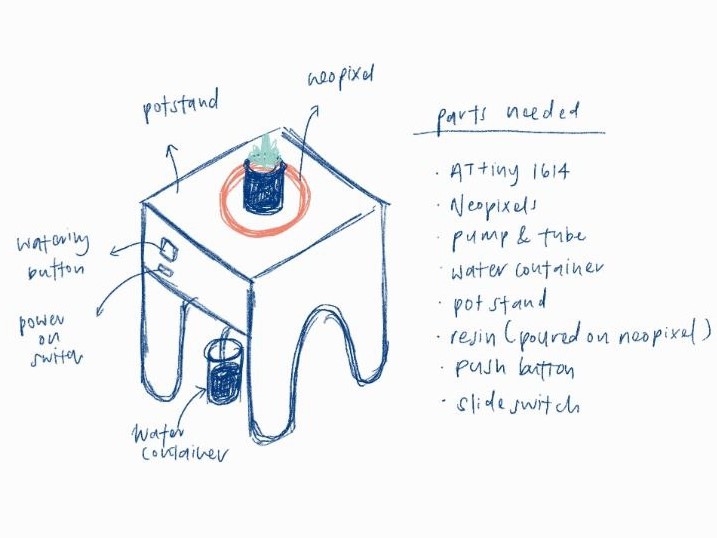 neopixel
potstand
watering
button
power
on
switch
water
container
parts needed
· ATtiny 1614
· Neopixels
· pump & tube
· water container
· pot stand
· resin (poured on neopixel)
· push button
· slide switch